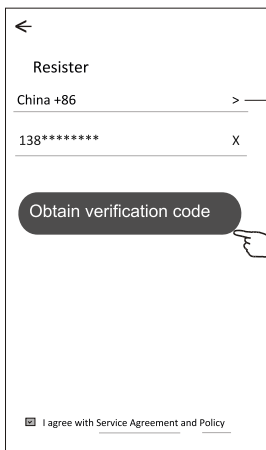 Resister
China +86 >
138******** X
Obtain verification code
I agree with Service Agreement and Policy